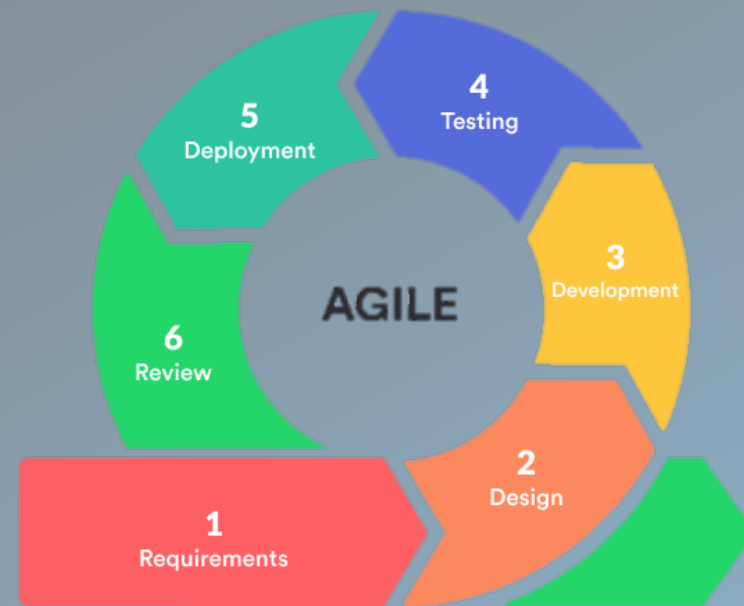 1
Requirements
2
Design
3
Development
4
Testing
5
Deployment
6
Review
AGILE